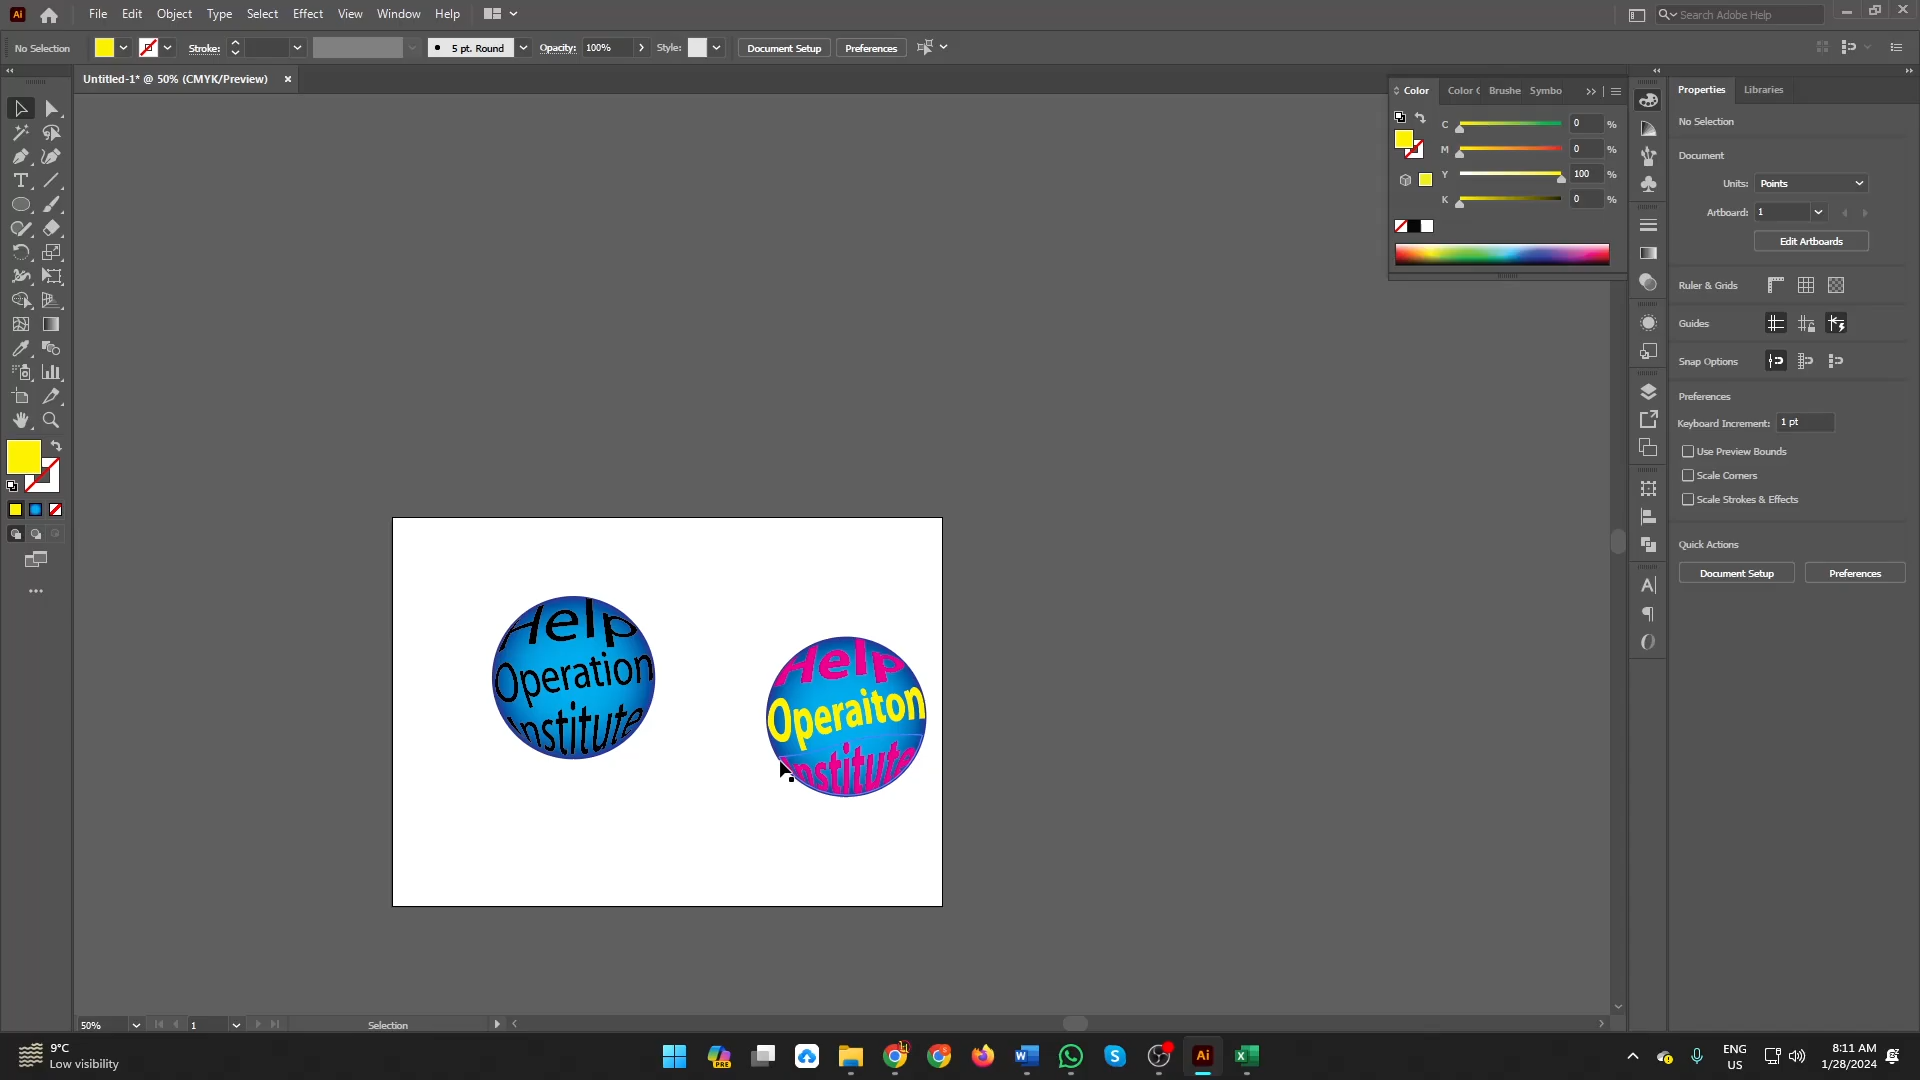 Ai File Edit Object Type Select Effect View Window Help Search Adobe Help
No Selection Stroke: 5 pt. Round Opacity: 100% Style: Document Setup Preferences
Untitled-1* @ 50% (CMYK/Preview)
Color Color Brushe Symbo
C 0 %
M 0 %
Y 100 %
K 0 %
Properties Libraries
No Selection
Document
Units: Points
Artboard: 1
Edit Artboards
Ruler & Grids
Guides
Snap Options
Preferences
Keyboard Increment: 1 pt
Use Preview Bounds
Scale Corners
Scale Strokes & Effects
Quick Actions
Document Setup Preferences
Help
Operation
Institute
Help
Operaiton
Institute
50% 1 Selection
9°C
Low visibility
PRE
Ai
ENG
US
8:11 AM
1/28/2024